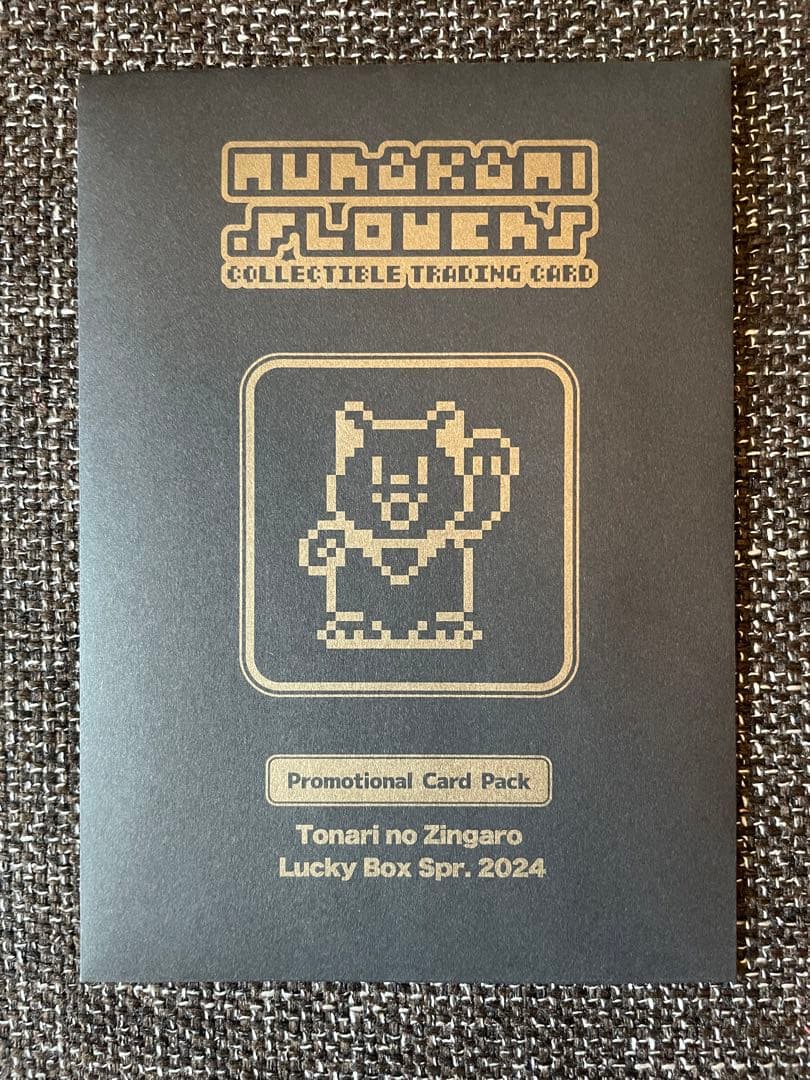 MURAKAMI
.FLOWERS
COLLECTIBLE TRADING CARD
Promotional Card Pack
Tonari no Zingaro
Lucky Box Spr. 2024